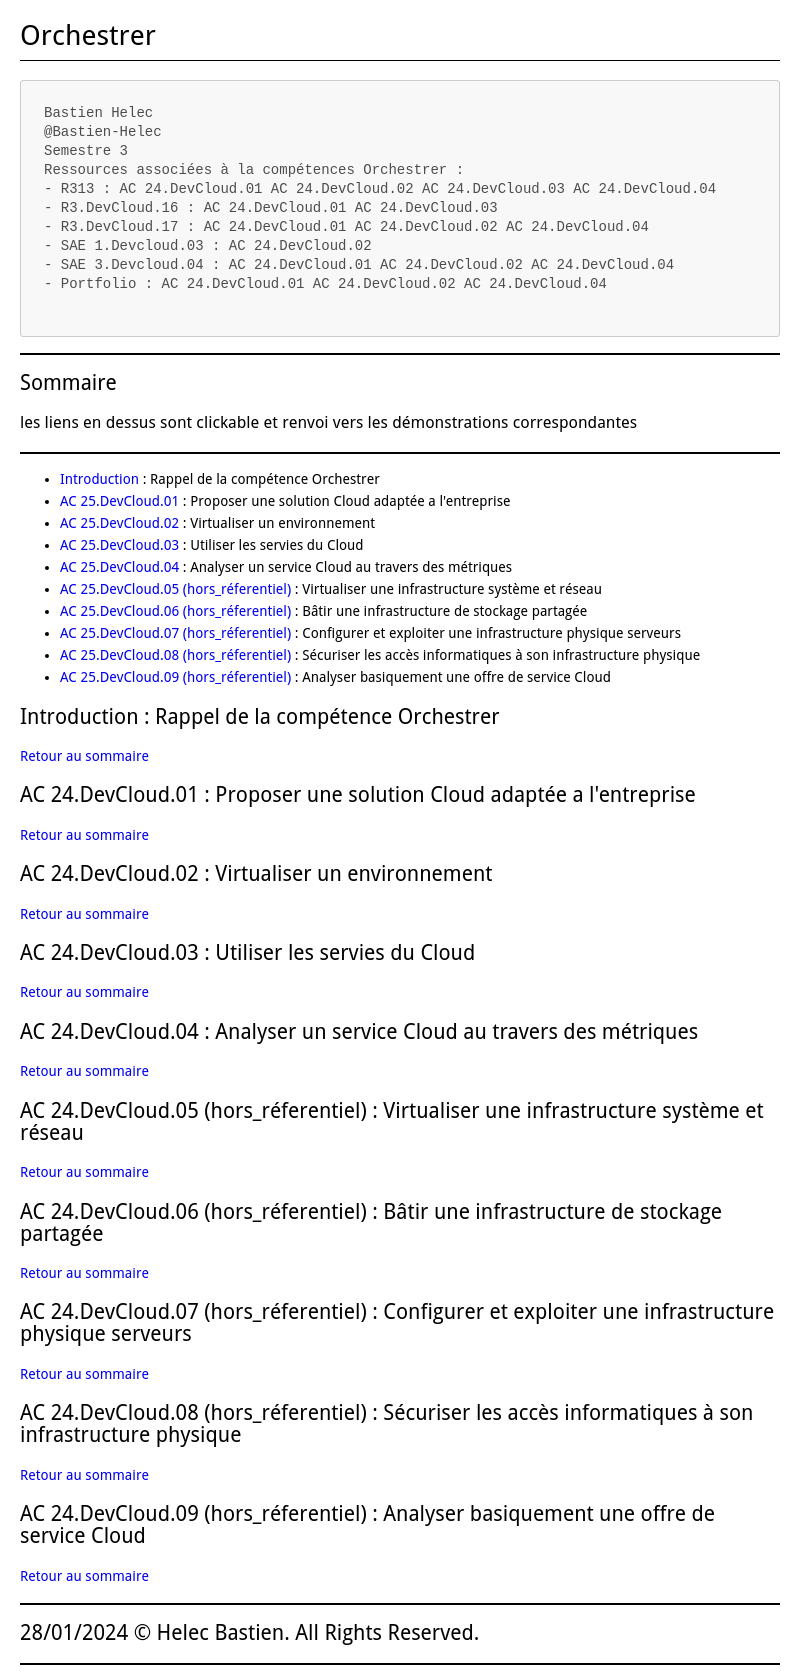 Orchestrer
Bastien Helec
@Bastien-Helec
Semestre 3
Ressources associées à la compétences Orchestrer :
- R313 : AC 24.DevCloud.01 AC 24.DevCloud.02 AC 24.DevCloud.03 AC 24.DevCloud.04
- R3.DevCloud.16 : AC 24.DevCloud.01 AC 24.DevCloud.03
- R3.DevCloud.17 : AC 24.DevCloud.01 AC 24.DevCloud.02 AC 24.DevCloud.04
- SAE 1.Devcloud.03 : AC 24.DevCloud.02
- SAE 3.Devcloud.04 : AC 24.DevCloud.01 AC 24.DevCloud.02 AC 24.DevCloud.04
- Portfolio : AC 24.DevCloud.01 AC 24.DevCloud.02 AC 24.DevCloud.04
Sommaire
les liens en dessus sont clickable et renvoi vers les démonstrations correspondantes
• Introduction : Rappel de la compétence Orchestrer
• AC 25.DevCloud.01 : Proposer une solution Cloud adaptée a l'entreprise
• AC 25.DevCloud.02 : Virtualiser un environnement
• AC 25.DevCloud.03 : Utiliser les servies du Cloud
• AC 25.DevCloud.04 : Analyser un service Cloud au travers des métriques
• AC 25.DevCloud.05 (hors_réferentiel) : Virtualiser une infrastructure système et réseau
• AC 25.DevCloud.06 (hors_réferentiel) : Bâtir une infrastructure de stockage partagée
• AC 25.DevCloud.07 (hors_réferentiel) : Configurer et exploiter une infrastructure physique serveurs
• AC 25.DevCloud.08 (hors_réferentiel) : Sécuriser les accès informatiques à son infrastructure physique
• AC 25.DevCloud.09 (hors_réferentiel) : Analyser basiquement une offre de service Cloud
Introduction : Rappel de la compétence Orchestrer
Retour au sommaire
AC 24.DevCloud.01 : Proposer une solution Cloud adaptée a l'entreprise
Retour au sommaire
AC 24.DevCloud.02 : Virtualiser un environnement
Retour au sommaire
AC 24.DevCloud.03 : Utiliser les servies du Cloud
Retour au sommaire
AC 24.DevCloud.04 : Analyser un service Cloud au travers des métriques
Retour au sommaire
AC 24.DevCloud.05 (hors_réferentiel) : Virtualiser une infrastructure système et
réseau
Retour au sommaire
AC 24.DevCloud.06 (hors_réferentiel) : Bâtir une infrastructure de stockage
partagée
Retour au sommaire
AC 24.DevCloud.07 (hors_réferentiel) : Configurer et exploiter une infrastructure
physique serveurs
Retour au sommaire
AC 24.DevCloud.08 (hors_réferentiel) : Sécuriser les accès informatiques à son
infrastructure physique
Retour au sommaire
AC 24.DevCloud.09 (hors_réferentiel) : Analyser basiquement une offre de
service Cloud
Retour au sommaire
28/01/2024 © Helec Bastien. All Rights Reserved.